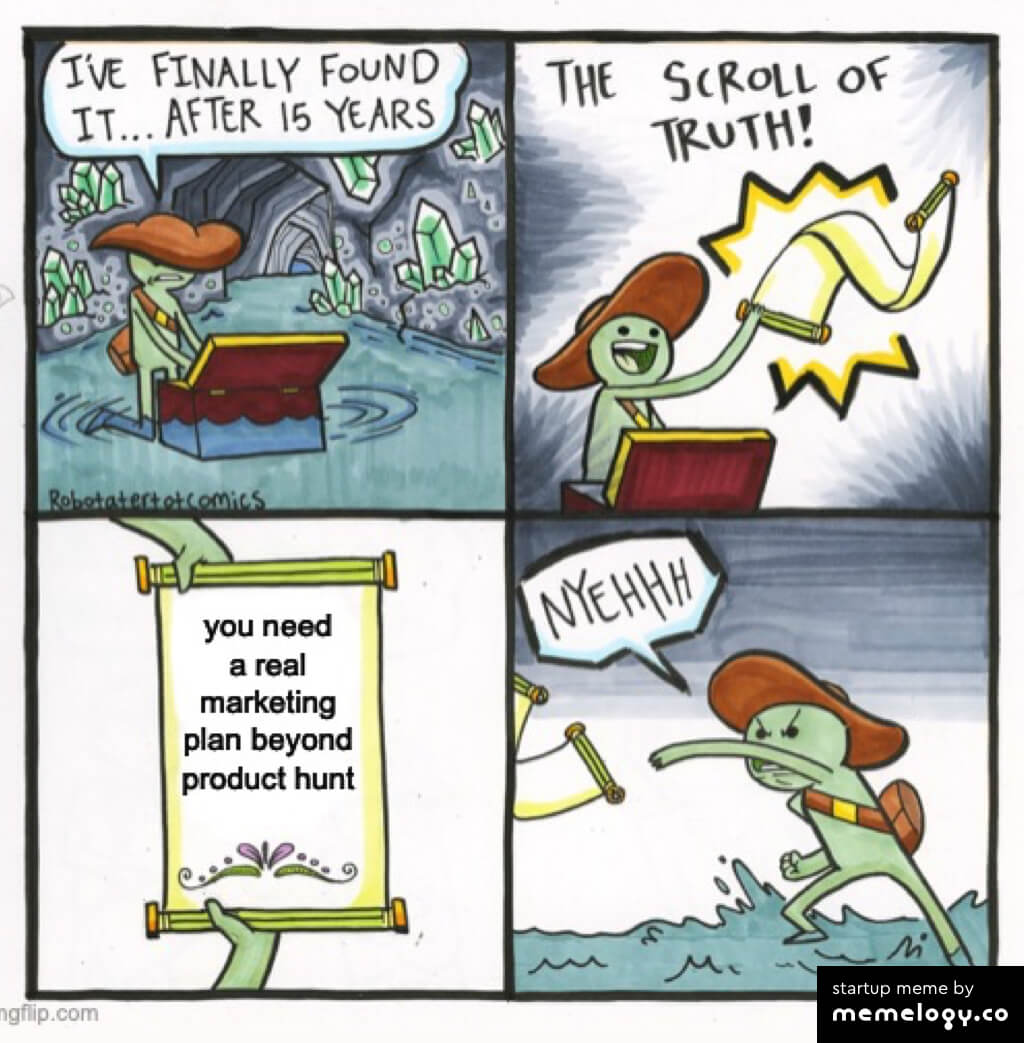 I'VE FINALLY FOUND
IT... AFTER 15 YEARS
THE SCROLL OF
TRUTH!
Robotatertotcomics
you need
a real
marketing
plan beyond
product hunt
NYEHHH
ngflip.com
startup meme by
memelogy.co